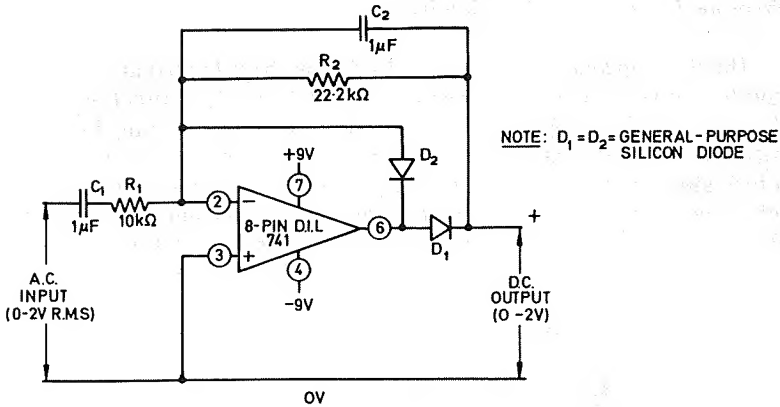 C2
1µF
R2
22·2kΩ
NOTE: D1 = D2 = GENERAL-PURPOSE
SILICON DIODE
D2
+9V
7
C1
R1
1µF
10kΩ
2
−
8-PIN D.I.L
741
6
+
3
+
D1
4
-9V
A.C.
INPUT
(0-2V R.M.S)
D.C.
OUTPUT
(0 -2V)
0V